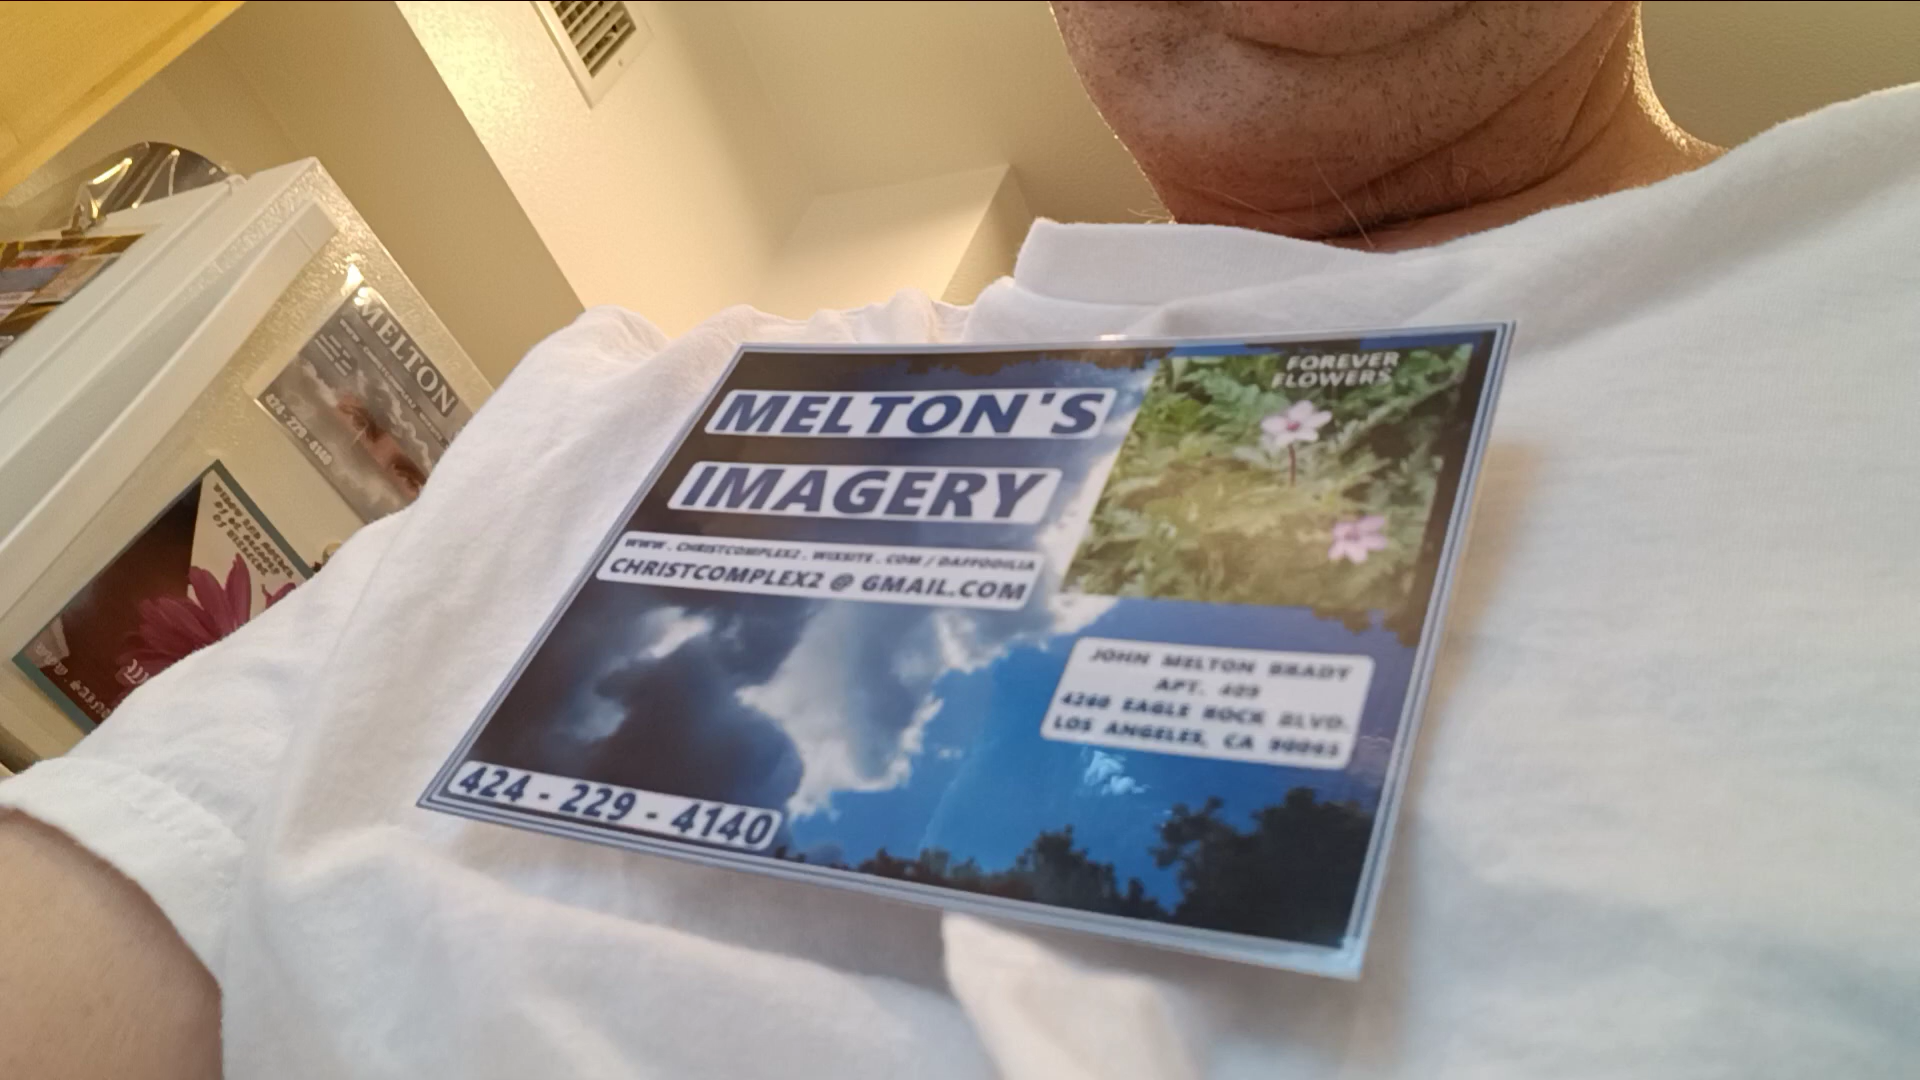 MELTON'S
IMAGERY
WWW . CHRISTCOMPLEX2 . WIXSITE . COM / DAFFODILIA
CHRISTCOMPLEX2 @ GMAIL.COM
FOREVER
FLOWERS
JOHN MELTON BRADY
APT. 409
4260 EAGLE ROCK BLVD.
LOS ANGELES, CA 90065
424 - 229 - 4140
MELTON
424 - 229 - 4140